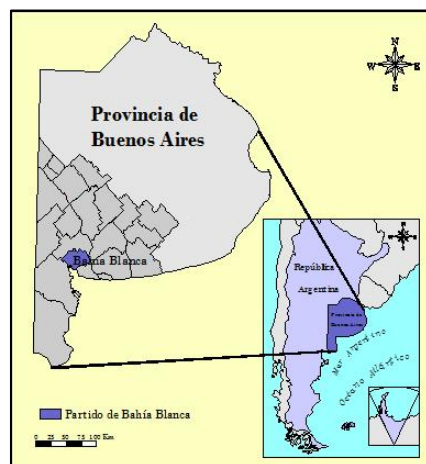 N
W E
S
Provincia de
Buenos Aires
Bahía Blanca
República
Argentina
Provincia de
Buenos Aires
Mar Argentino
Océano Atlántico
Partido de Bahía Blanca
0 25 50 75 100 Km